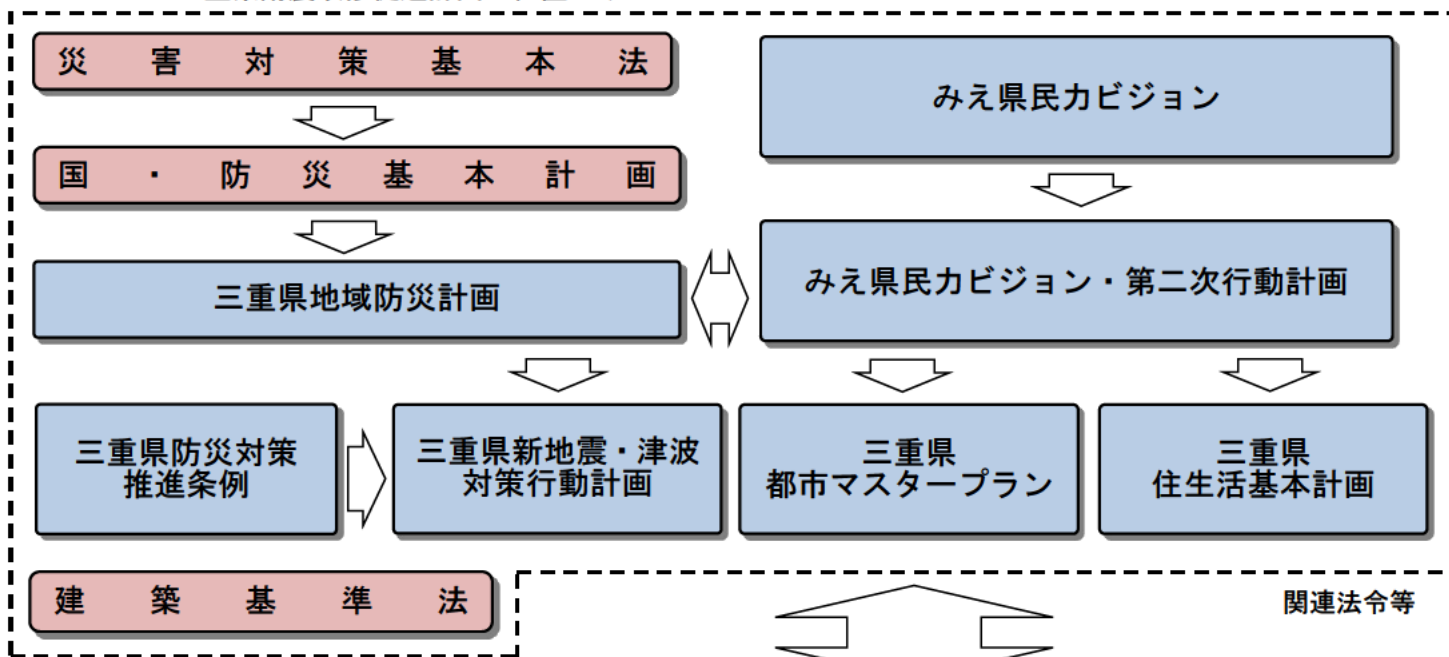 災害対策基本法
みえ県民力ビジョン
国・防災基本計画
三重県地域防災計画
みえ県民力ビジョン・第二次行動計画
三重県防災対策
推進条例
三重県新地震・津波
対策行動計画
三重県
都市マスタープラン
三重県
住生活基本計画
建築基準法
関連法令等